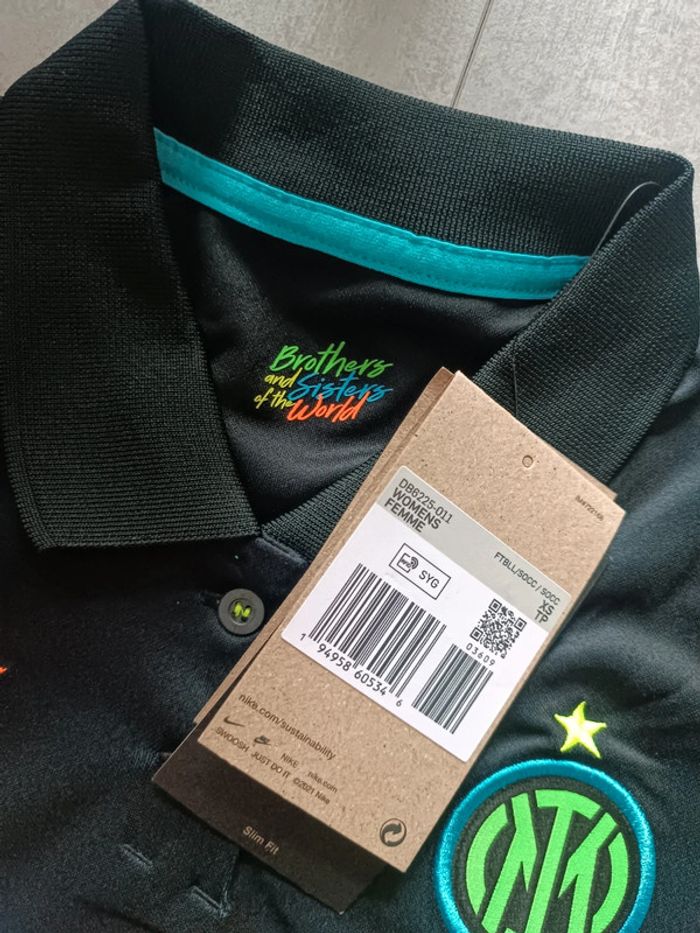 Brothers
and Sisters
of the World
DB6225-011
WOMENS
FEMME
FTBLL/SOCC / SOCC
XS
TP
RFID
SYG
03609
1 94958 60534 6
nike.com/sustainability
NIKE nike.com
SWOOSH JUST DO IT ©2021 Nike
Slim Fit